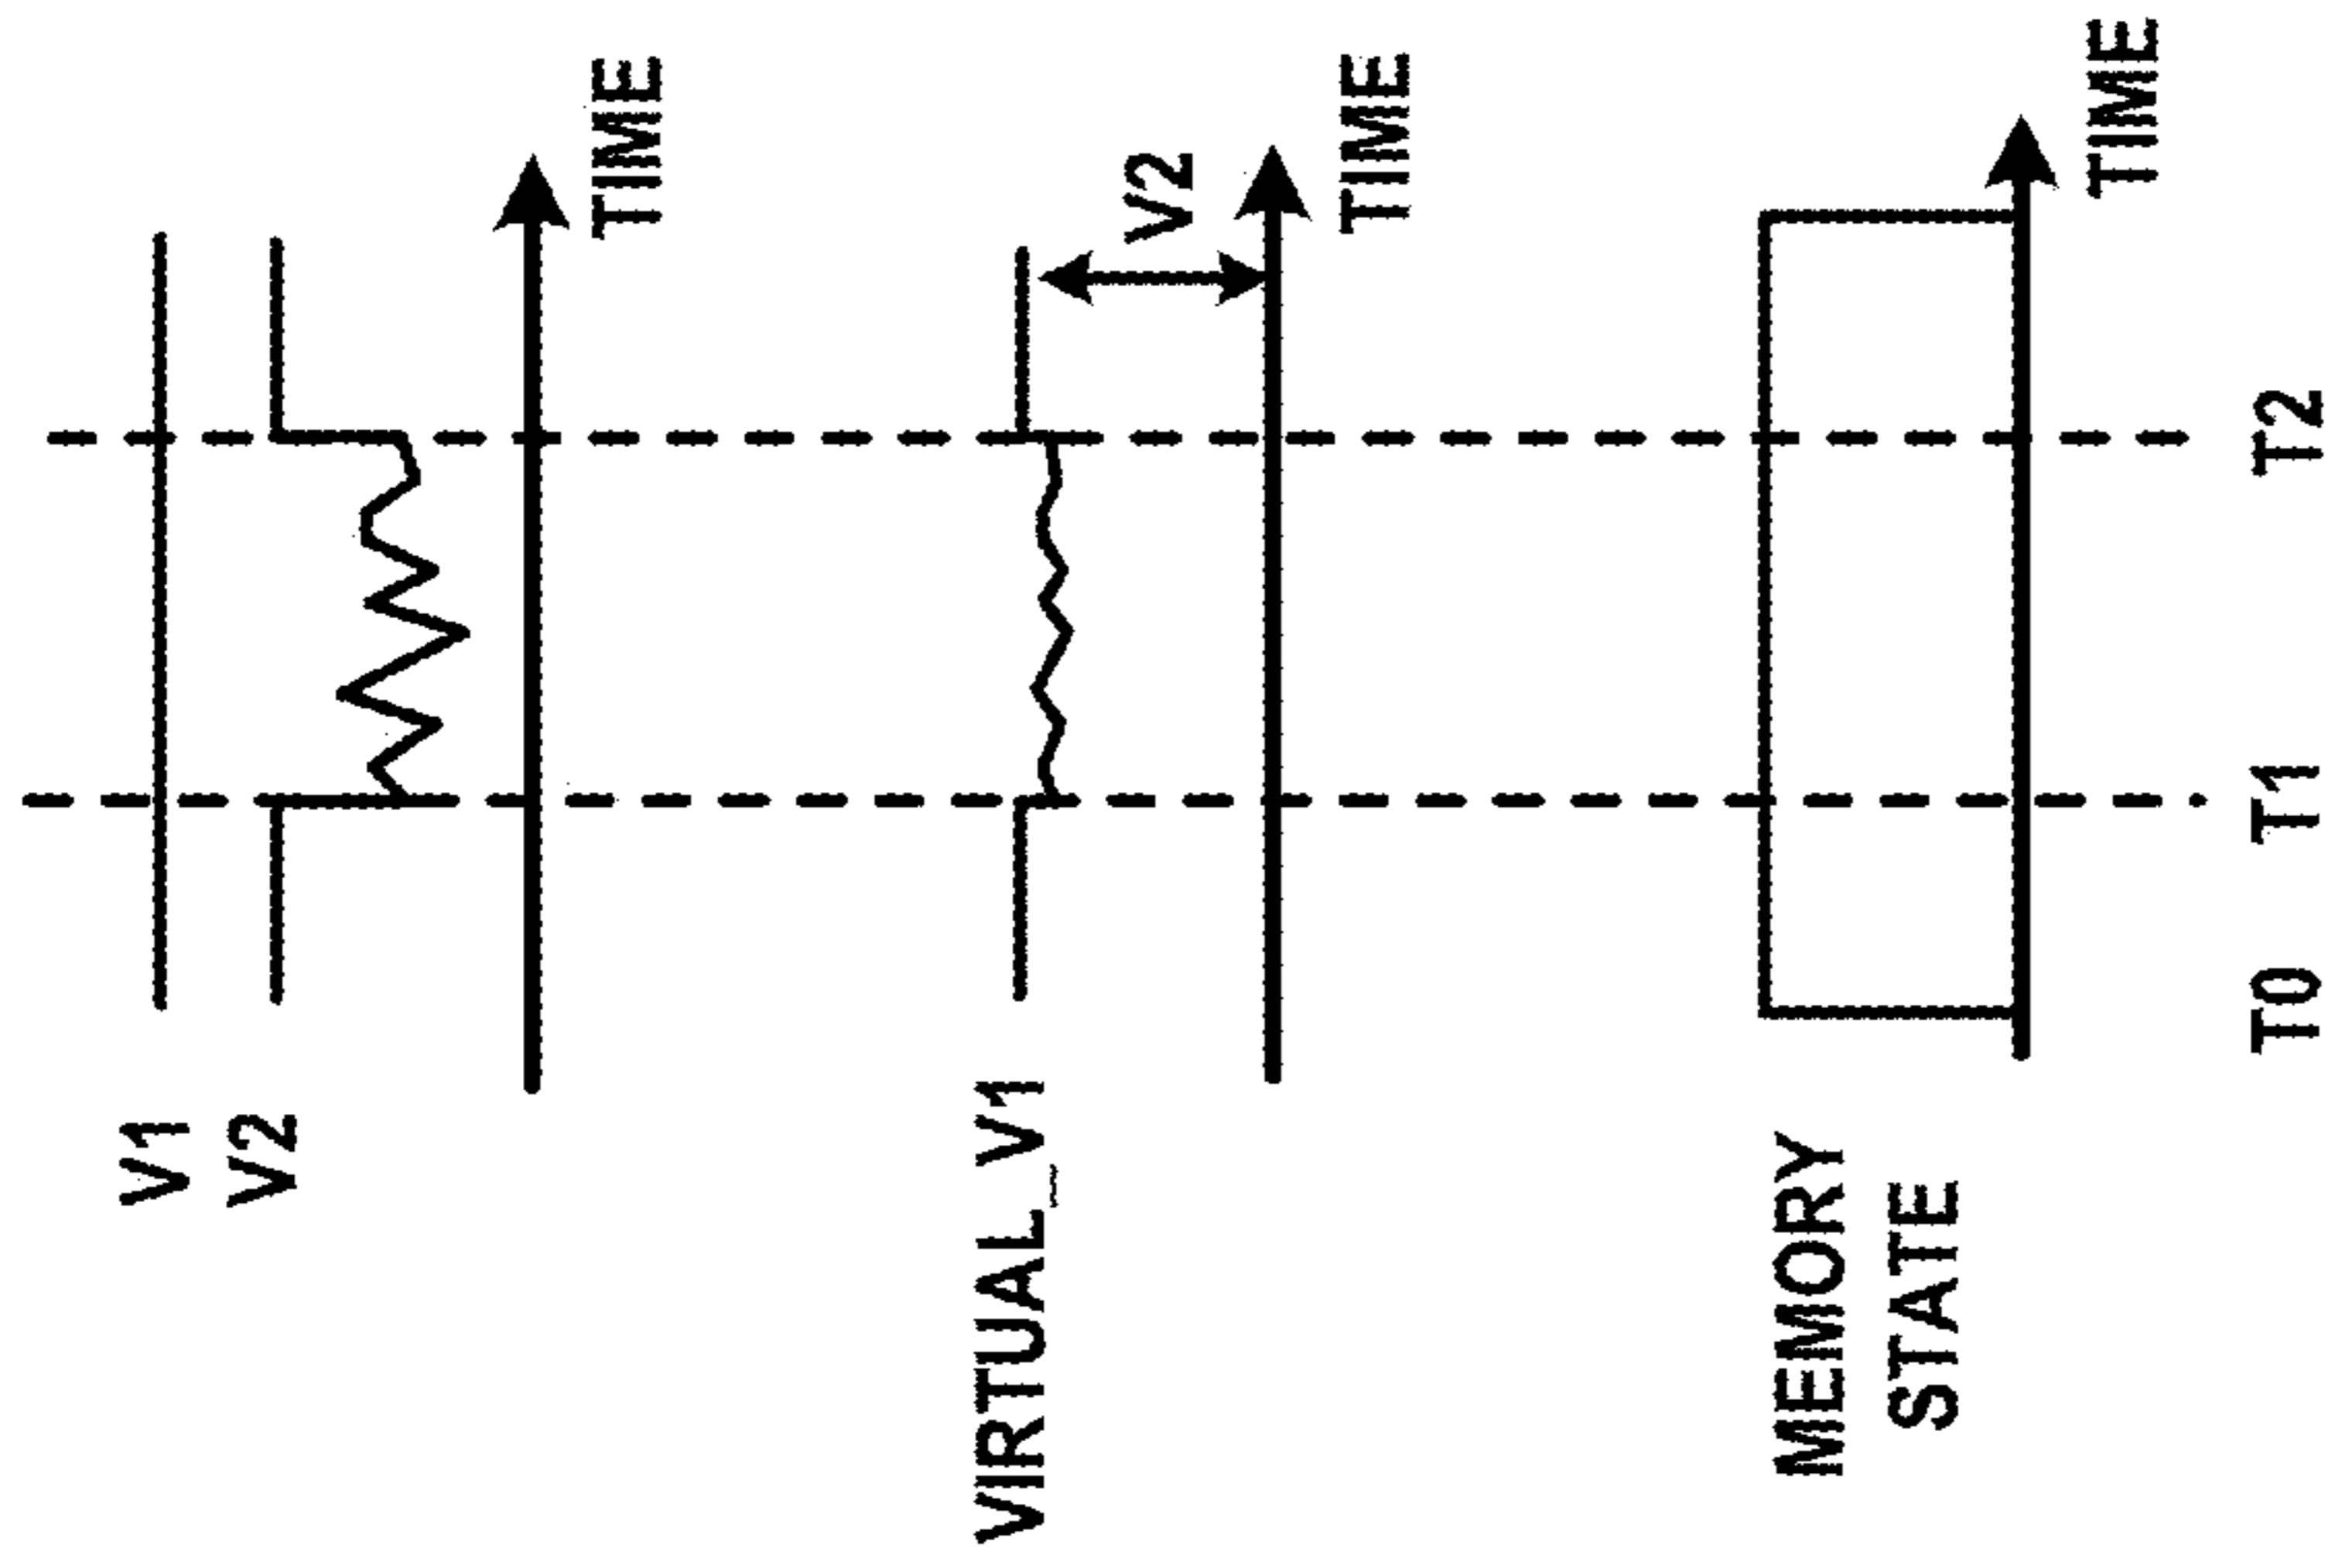 V1
V2
TIME
VIRTUAL_V1
V2
TIME
MEMORY
STATE
TIME
T0 T1 T2